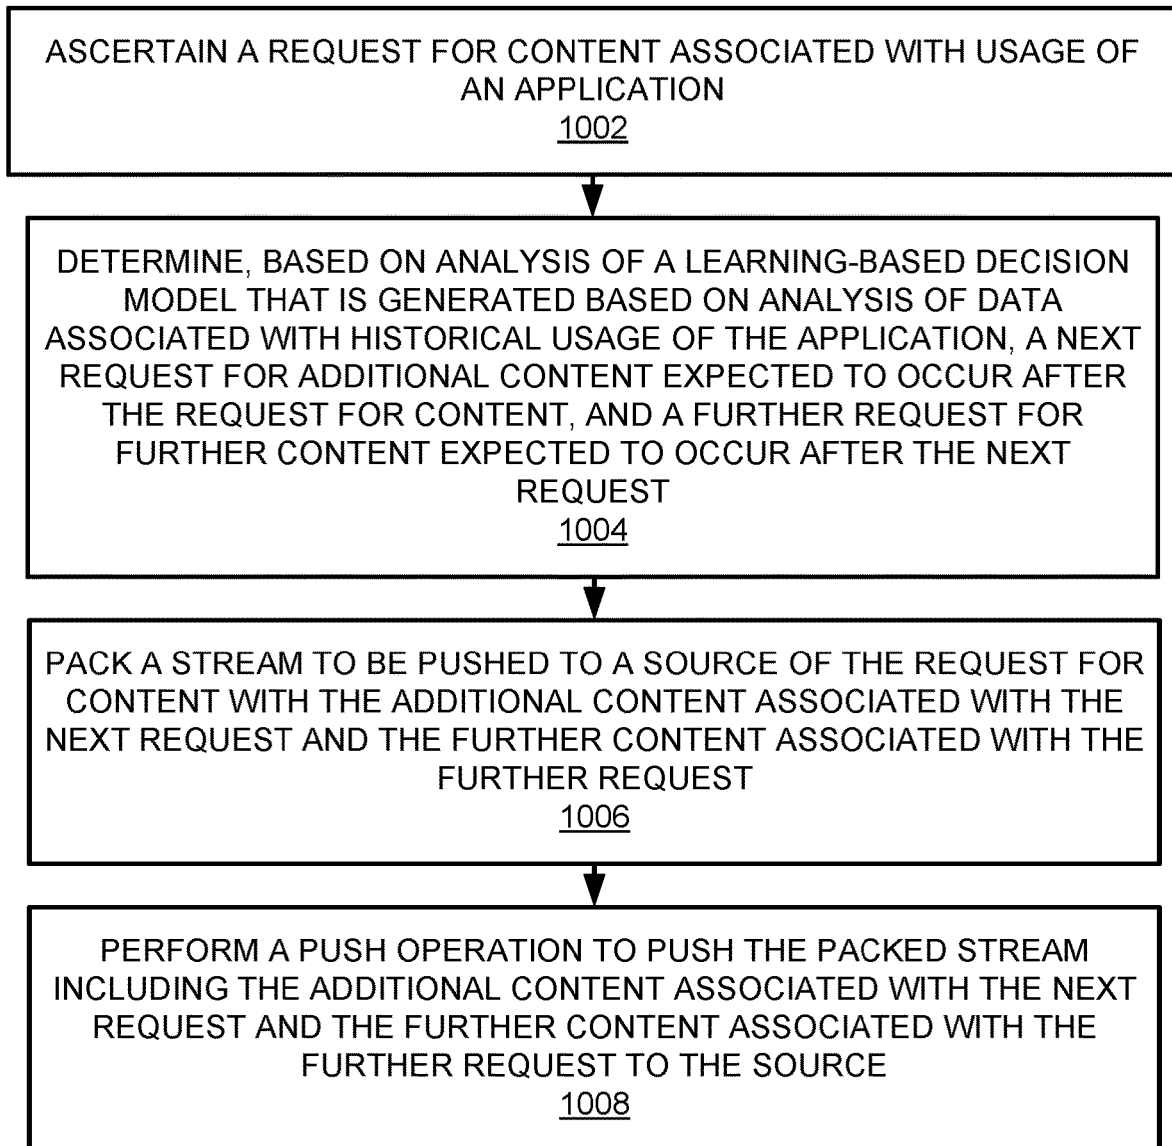 ASCERTAIN A REQUEST FOR CONTENT ASSOCIATED WITH USAGE OF
AN APPLICATION
1002
DETERMINE, BASED ON ANALYSIS OF A LEARNING-BASED DECISION
MODEL THAT IS GENERATED BASED ON ANALYSIS OF DATA
ASSOCIATED WITH HISTORICAL USAGE OF THE APPLICATION, A NEXT
REQUEST FOR ADDITIONAL CONTENT EXPECTED TO OCCUR AFTER
THE REQUEST FOR CONTENT, AND A FURTHER REQUEST FOR
FURTHER CONTENT EXPECTED TO OCCUR AFTER THE NEXT
REQUEST
1004
PACK A STREAM TO BE PUSHED TO A SOURCE OF THE REQUEST FOR
CONTENT WITH THE ADDITIONAL CONTENT ASSOCIATED WITH THE
NEXT REQUEST AND THE FURTHER CONTENT ASSOCIATED WITH THE
FURTHER REQUEST
1006
PERFORM A PUSH OPERATION TO PUSH THE PACKED STREAM
INCLUDING THE ADDITIONAL CONTENT ASSOCIATED WITH THE NEXT
REQUEST AND THE FURTHER CONTENT ASSOCIATED WITH THE
FURTHER REQUEST TO THE SOURCE
1008